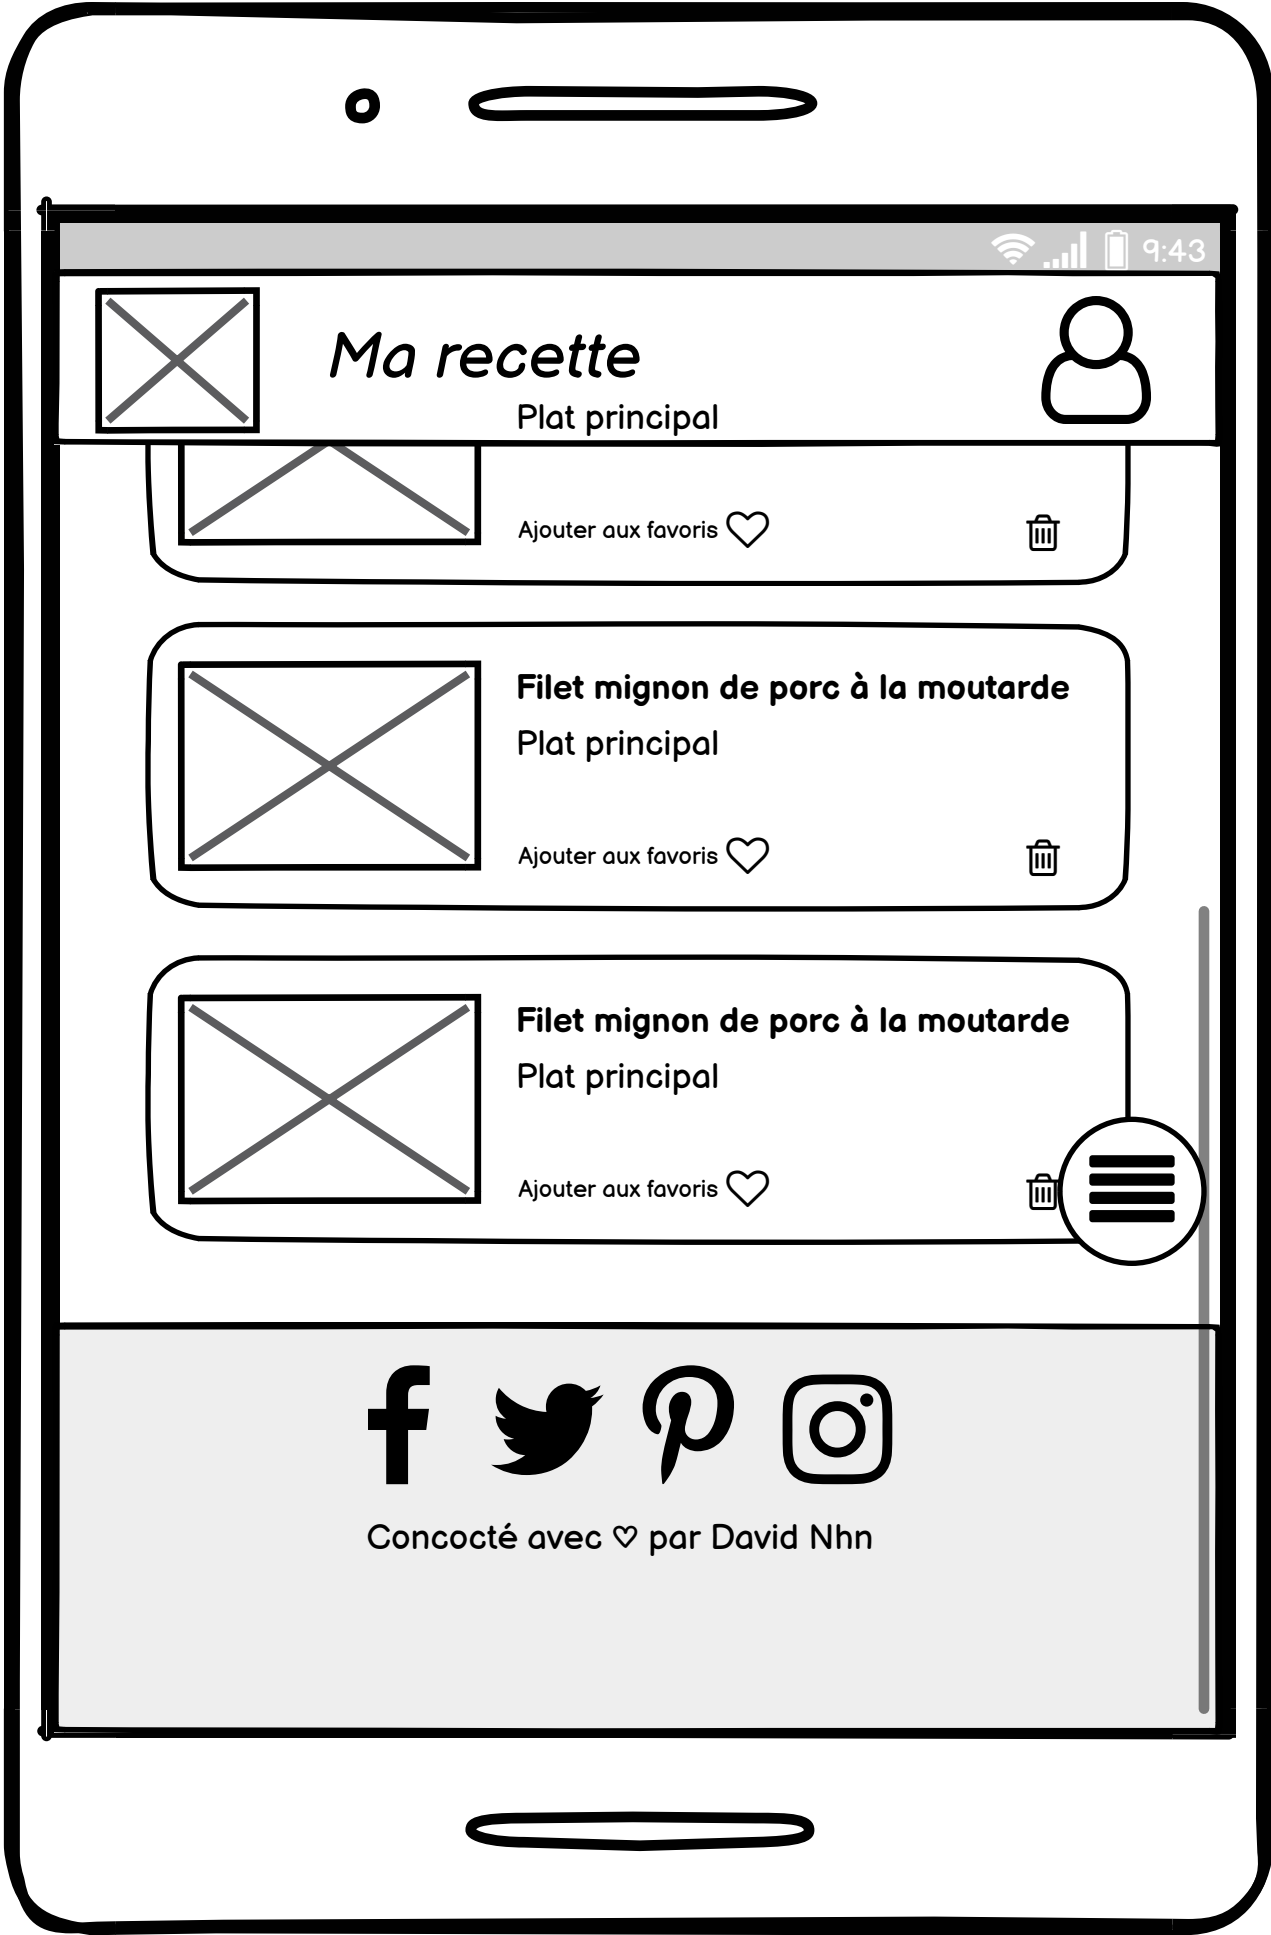 9:43
Ma recette
Plat principal
Ajouter aux favoris
Filet mignon de porc à la moutarde
Plat principal
Ajouter aux favoris
Filet mignon de porc à la moutarde
Plat principal
Ajouter aux favoris
Concocté avec ♡ par David Nhn